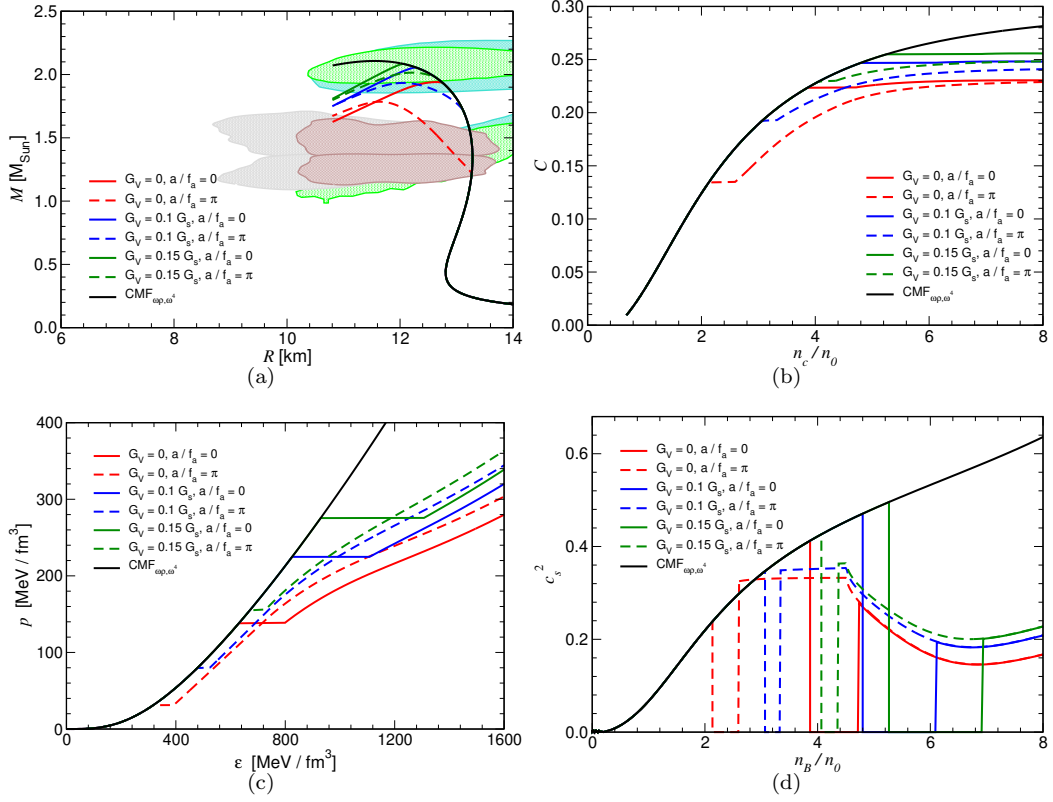 2.5
2.0
1.5
1.0
0.5
0.0
M [M_Sun]
G_V = 0, a / f_a = 0
G_V = 0, a / f_a = π
G_V = 0.1 G_s, a / f_a = 0
G_V = 0.1 G_s, a / f_a = π
G_V = 0.15 G_s, a / f_a = 0
G_V = 0.15 G_s, a / f_a = π
CMF_ωρ,ω⁴
6 8 10 12 14
R [km]
(a)
0.30
0.25
0.20
0.15
0.10
0.05
0.00
C
G_V = 0, a / f_a = 0
G_V = 0, a / f_a = π
G_V = 0.1 G_s, a / f_a = 0
G_V = 0.1 G_s, a / f_a = π
G_V = 0.15 G_s, a / f_a = 0
G_V = 0.15 G_s, a / f_a = π
CMF_ωρ,ω⁴
0 2 4 6 8
n_c / n_0
(b)
400
300
200
100
0
p [MeV / fm³]
G_V = 0, a / f_a = 0
G_V = 0, a / f_a = π
G_V = 0.1 G_s, a / f_a = 0
G_V = 0.1 G_s, a / f_a = π
G_V = 0.15 G_s, a / f_a = 0
G_V = 0.15 G_s, a / f_a = π
CMF_ωρ,ω⁴
0 400 800 1200 1600
ε [MeV / fm³]
(c)
0.6
0.4
0.2
0.0
c_s²
G_V = 0, a / f_a = 0
G_V = 0, a / f_a = π
G_V = 0.1 G_s, a / f_a = 0
G_V = 0.1 G_s, a / f_a = π
G_V = 0.15 G_s, a / f_a = 0
G_V = 0.15 G_s, a / f_a = π
CMF_ωρ,ω⁴
0 2 4 6 8
n_B / n_0
(d)